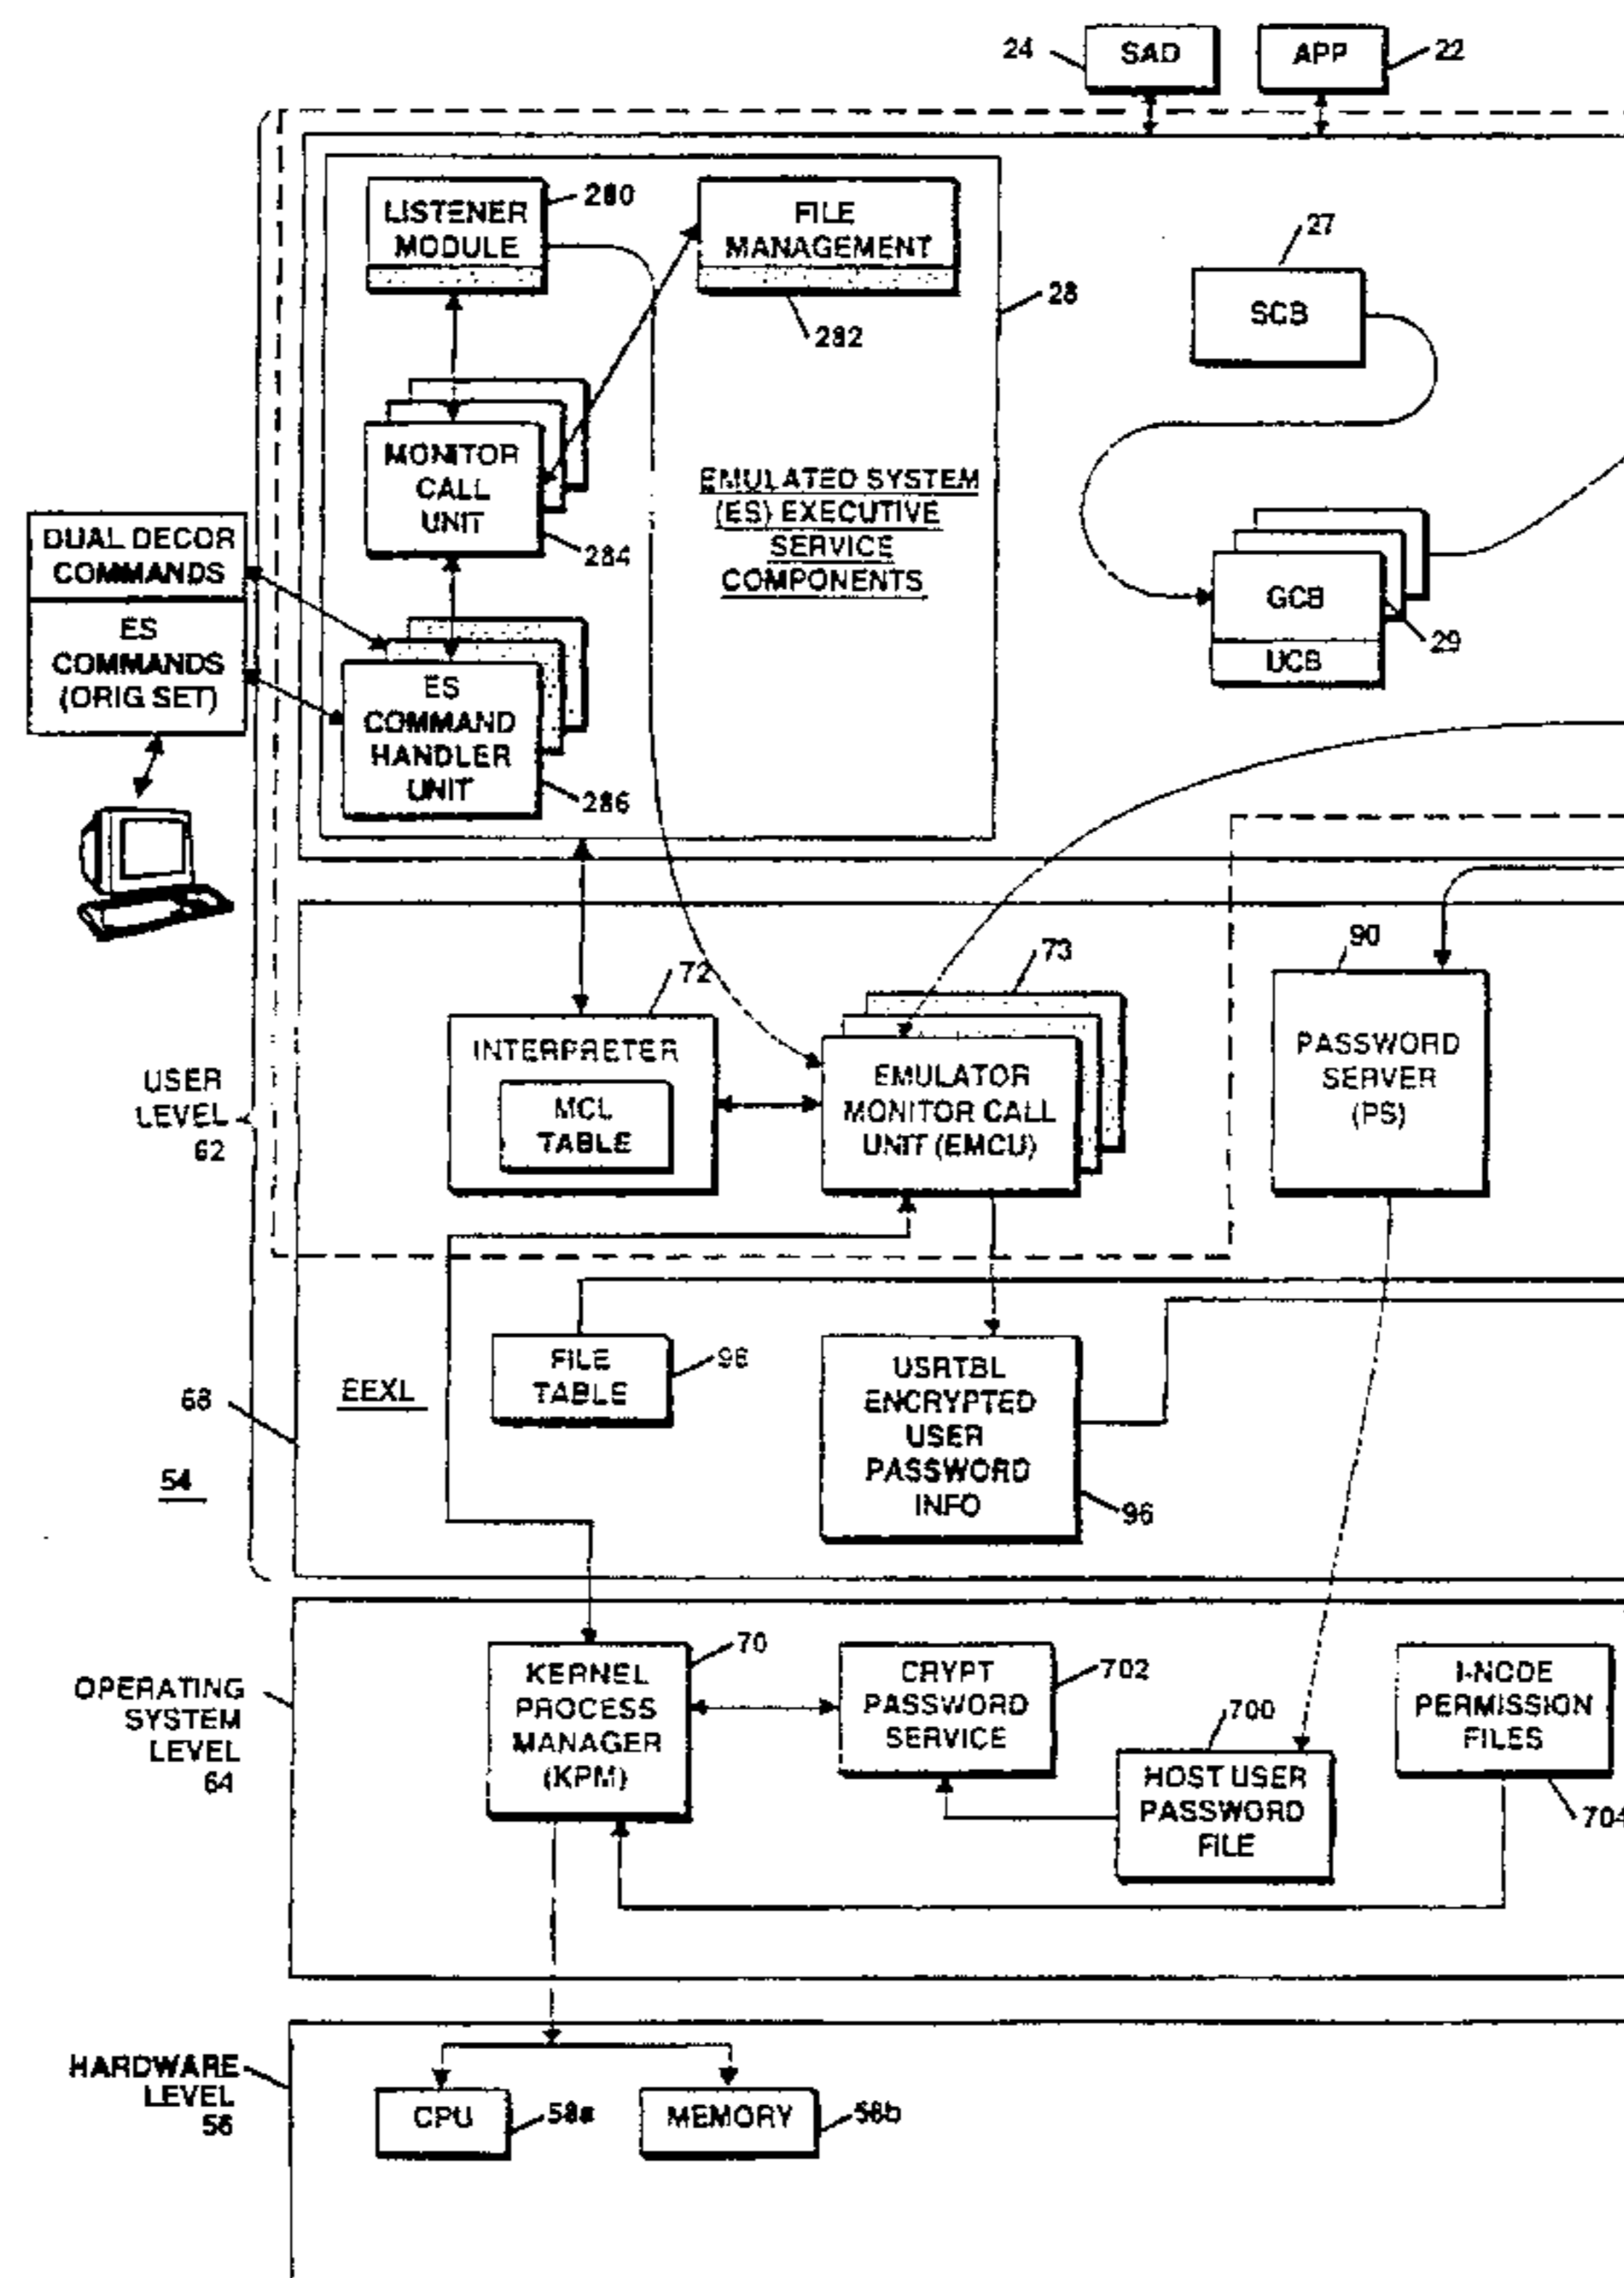 24
SAD
APP
22
LISTENER
MODULE
280
FILE
MANAGEMENT
282
28
27
SCB
MONITOR
CALL
UNIT
284
EMULATED SYSTEM
(ES) EXECUTIVE
SERVICE
COMPONENTS
DUAL DECOR
COMMANDS
ES
COMMANDS
(ORIG SET)
GCB
UCB
29
ES
COMMAND
HANDLER
UNIT
286
USER
LEVEL
62
72
INTERPRETER
MCL
TABLE
73
EMULATOR
MONITOR CALL
UNIT (EMCU)
90
PASSWORD
SERVER
(PS)
68
EEXL
FILE
TABLE
98
USRTBL
ENCRYPTED
USER
PASSWORD
INFO
96
54
OPERATING
SYSTEM
LEVEL
64
KERNEL
PROCESS
MANAGER
(KPM)
70
CRYPT
PASSWORD
SERVICE
702
700
HOST USER
PASSWORD
FILE
I-NODE
PERMISSION
FILES
704
HARDWARE
LEVEL
56
CPU
58a
MEMORY
58b